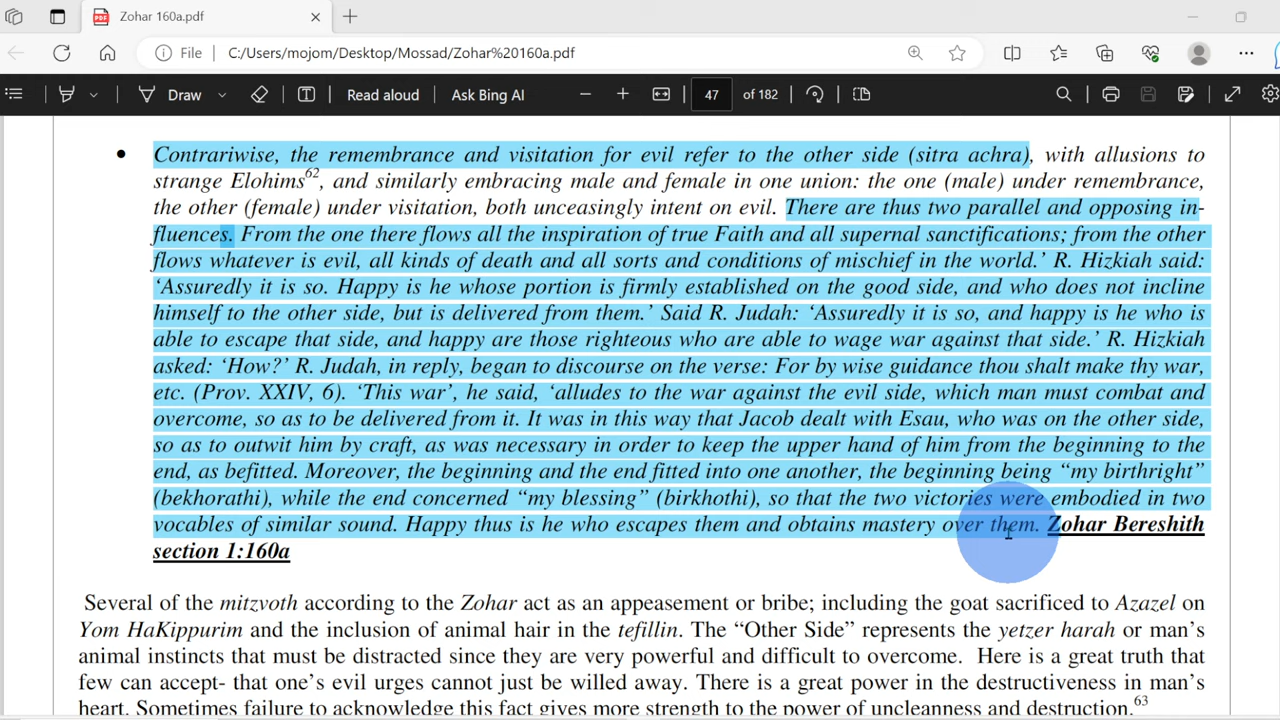 Zohar 160a.pdf
File C:/Users/mojom/Desktop/Mossad/Zohar%20160a.pdf
Draw Read aloud Ask Bing AI 47 of 182
• Contrariwise, the remembrance and visitation for evil refer to the other side (sitra achra), with allusions to
strange Elohims62, and similarly embracing male and female in one union: the one (male) under remembrance,
the other (female) under visitation, both unceasingly intent on evil. There are thus two parallel and opposing in-
fluences. From the one there flows all the inspiration of true Faith and all supernal sanctifications; from the other
flows whatever is evil, all kinds of death and all sorts and conditions of mischief in the world.’ R. Hizkiah said:
‘Assuredly it is so. Happy is he whose portion is firmly established on the good side, and who does not incline
himself to the other side, but is delivered from them.’ Said R. Judah: ‘Assuredly it is so, and happy is he who is
able to escape that side, and happy are those righteous who are able to wage war against that side.’ R. Hizkiah
asked: ‘How?’ R. Judah, in reply, began to discourse on the verse: For by wise guidance thou shalt make thy war,
etc. (Prov. XXIV, 6). ‘This war’, he said, ‘alludes to the war against the evil side, which man must combat and
overcome, so as to be delivered from it. It was in this way that Jacob dealt with Esau, who was on the other side,
so as to outwit him by craft, as was necessary in order to keep the upper hand of him from the beginning to the
end, as befitted. Moreover, the beginning and the end fitted into one another, the beginning being “my birthright”
(bekhorathi), while the end concerned “my blessing” (birkhothi), so that the two victories were embodied in two
vocables of similar sound. Happy thus is he who escapes them and obtains mastery over them. Zohar Bereshith
section 1:160a
Several of the mitzvoth according to the Zohar act as an appeasement or bribe; including the goat sacrificed to Azazel on
Yom HaKippurim and the inclusion of animal hair in the tefillin. The “Other Side” represents the yetzer harah or man’s
animal instincts that must be distracted since they are very powerful and difficult to overcome. Here is a great truth that
few can accept- that one’s evil urges cannot just be willed away. There is a great power in the destructiveness in man’s
heart. Sometimes failure to acknowledge this fact gives more strength to the power of uncleanness and destruction.63